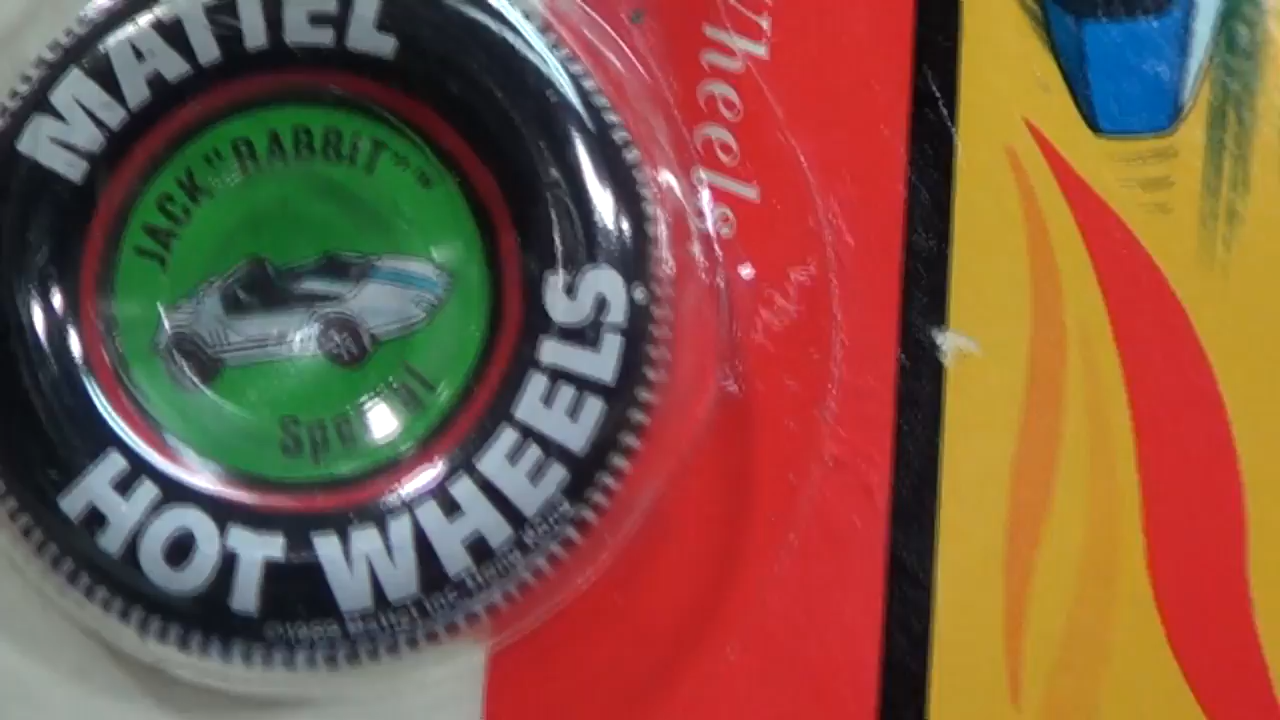 MATTEL
JACK "RABBIT"
Special
HOT WHEELS
Wheels